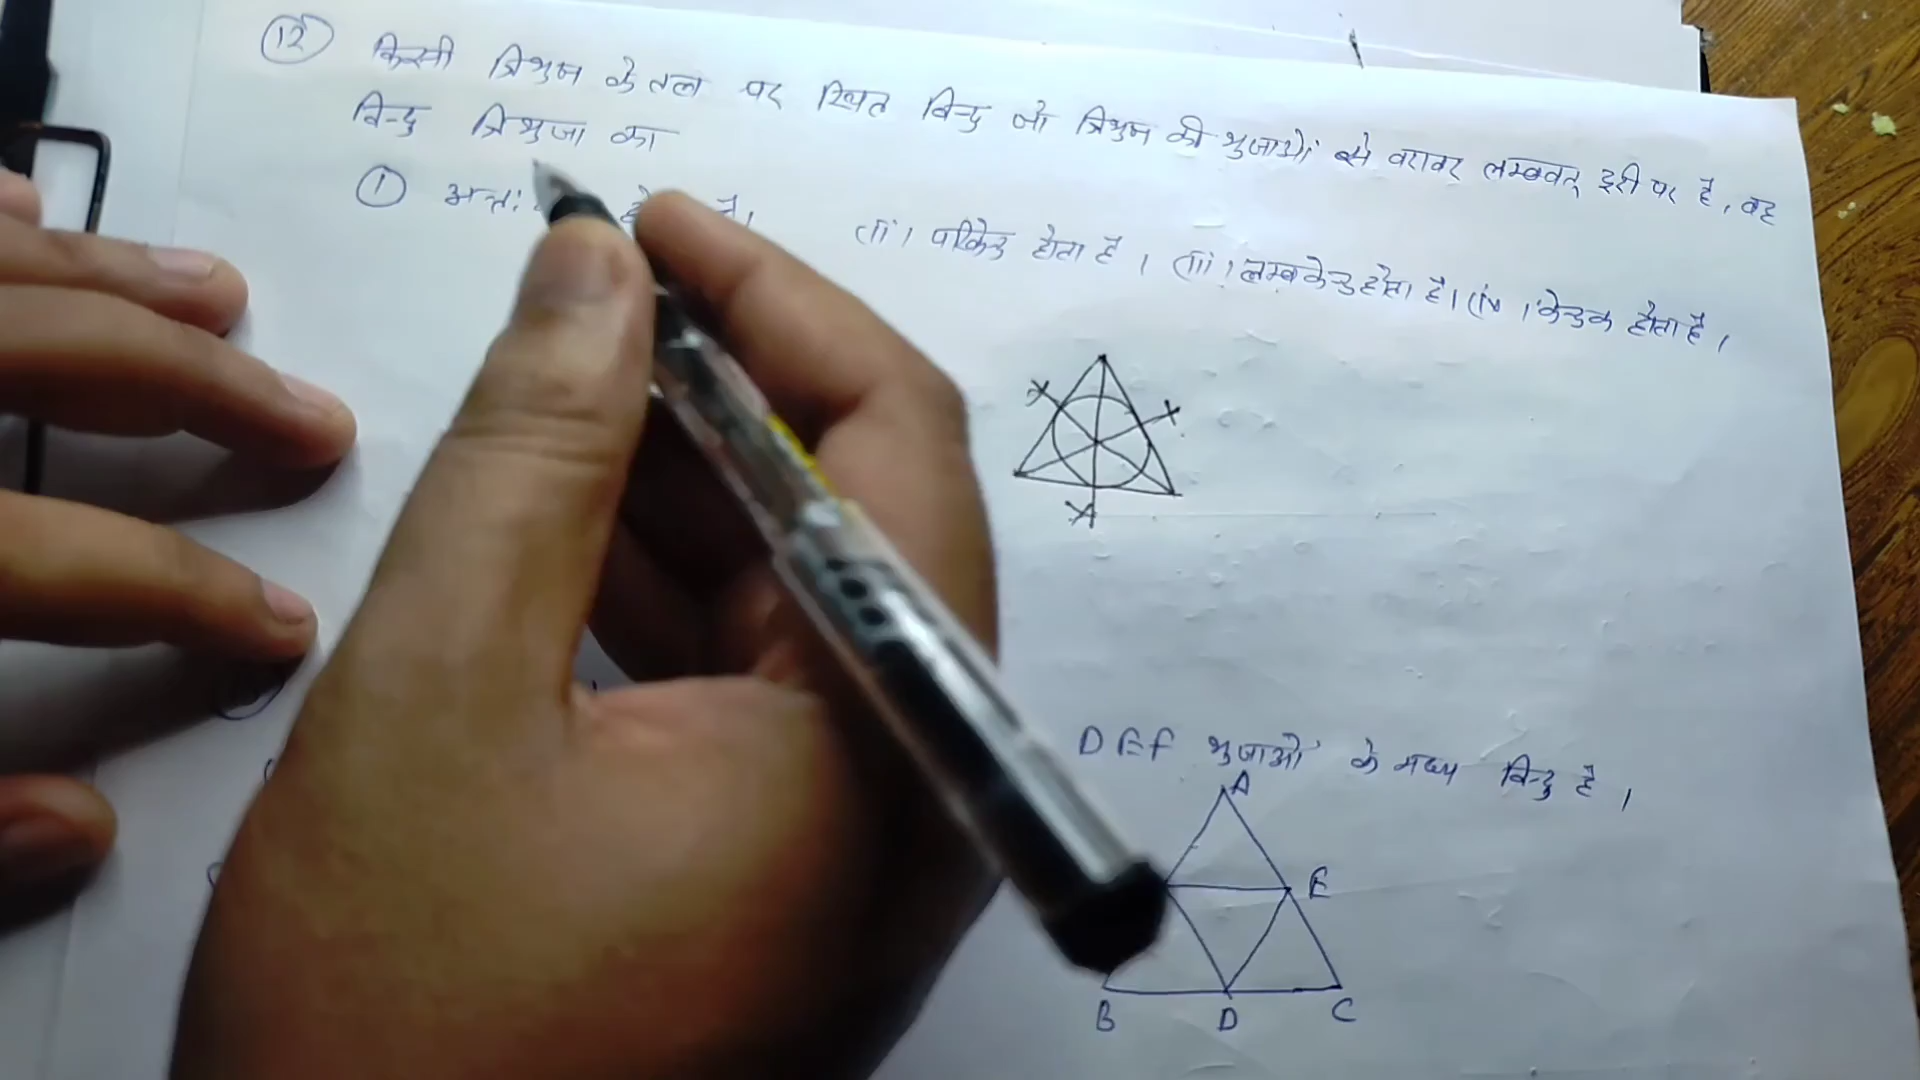 12 किसी त्रिभुज के तल पर स्थित बिन्दु जो त्रिभुज की भुजाओं से बराबर लम्बवत् दूरी पर है, वह
बिन्दु त्रिभुजा का
① अन्तः है।
(ii) परिकेन्द्र होता है। (iii) लम्बकेन्द्र होता है। (iv) केन्द्रक होता है।
D E F भुजाओं के मध्य बिन्दु है।
A
E
B D C